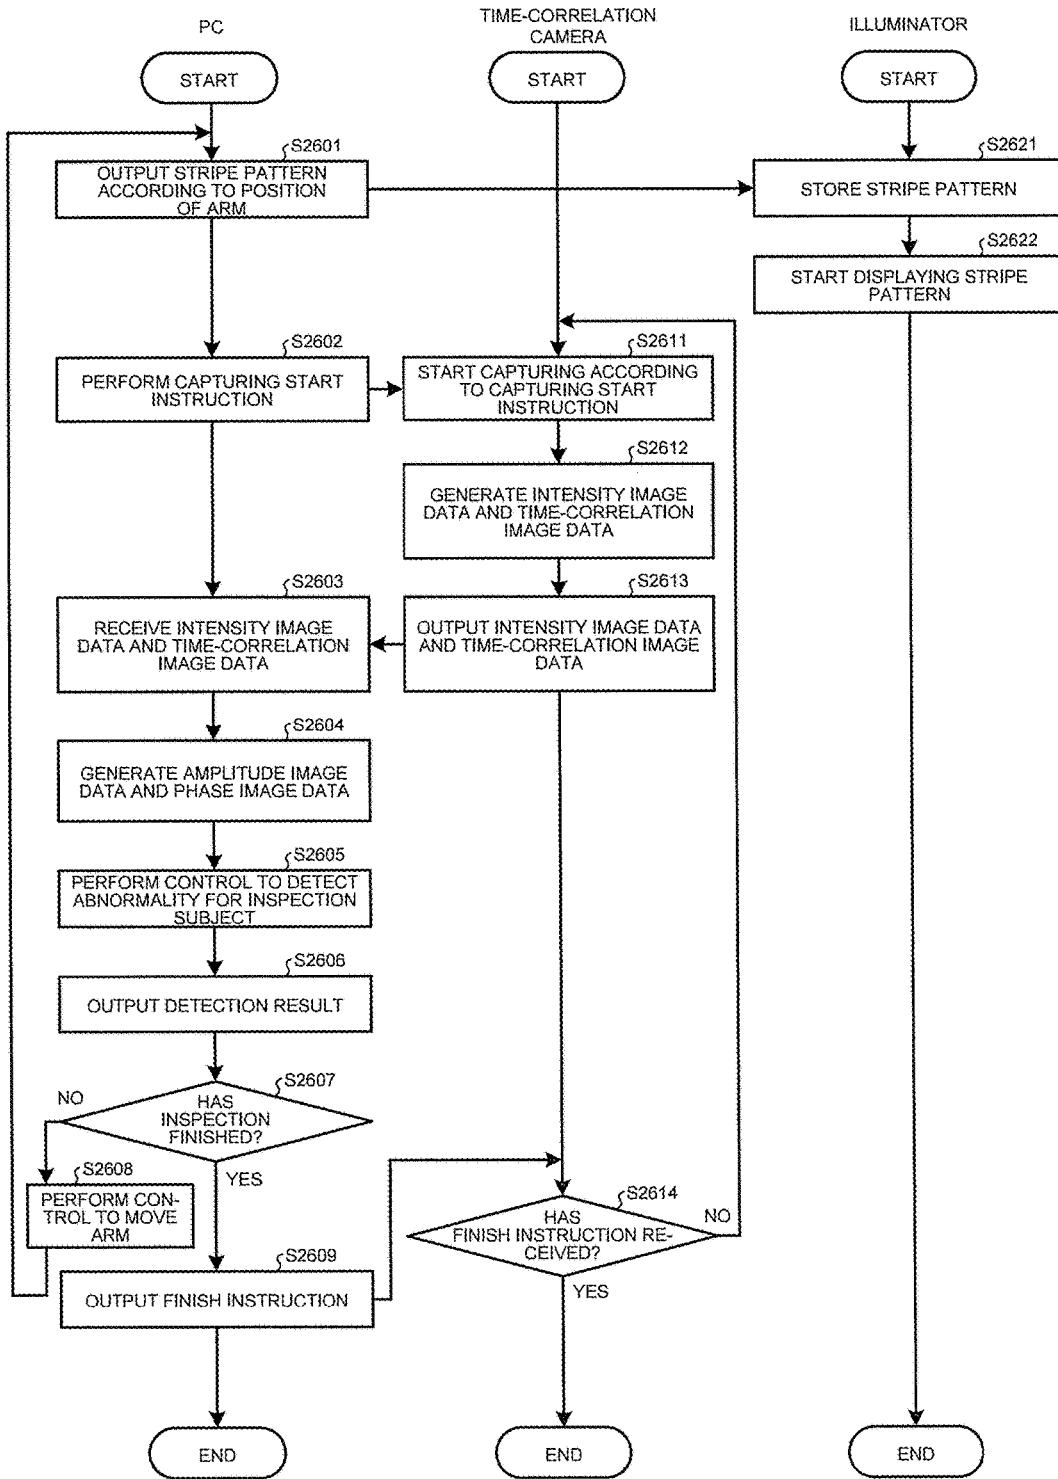 PC
TIME-CORRELATION
CAMERA
ILLUMINATOR
START
START
START
S2601
OUTPUT STRIPE PATTERN
ACCORDING TO POSITION
OF ARM
S2621
STORE STRIPE PATTERN
S2622
START DISPLAYING STRIPE
PATTERN
S2602
PERFORM CAPTURING START
INSTRUCTION
S2611
START CAPTURING ACCORDING
TO CAPTURING START
INSTRUCTION
S2612
GENERATE INTENSITY IMAGE
DATA AND TIME-CORRELATION
IMAGE DATA
S2603
RECEIVE INTENSITY IMAGE
DATA AND TIME-CORRELATION
IMAGE DATA
S2613
OUTPUT INTENSITY IMAGE DATA
AND TIME-CORRELATION IMAGE
DATA
S2604
GENERATE AMPLITUDE IMAGE
DATA AND PHASE IMAGE DATA
S2605
PERFORM CONTROL TO DETECT
ABNORMALITY FOR INSPECTION
SUBJECT
S2606
OUTPUT DETECTION RESULT
S2607
NO
HAS
INSPECTION
FINISHED?
YES
S2608
PERFORM CON-
TROL TO MOVE
ARM
S2614
HAS
FINISH INSTRUCTION RE-
CEIVED?
NO
YES
S2609
OUTPUT FINISH INSTRUCTION
END
END
END